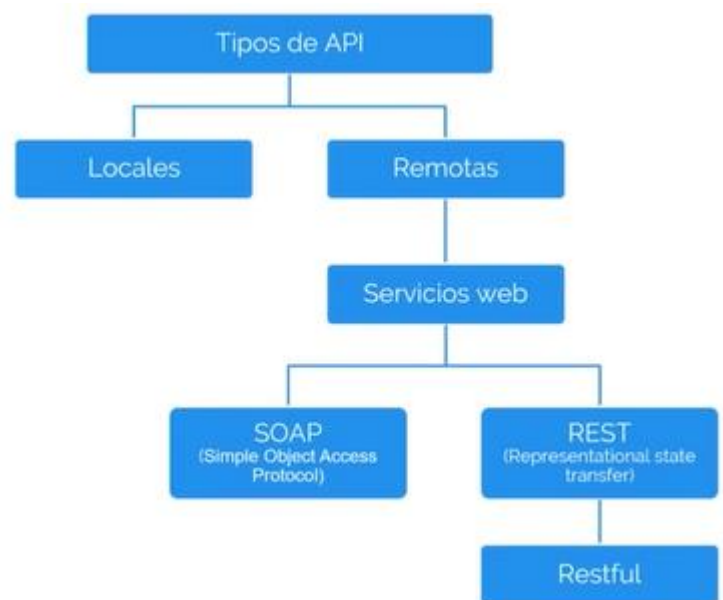 Tipos de API
Locales
Remotas
Servicios web
SOAP
(Simple Object Access
Protocol)
REST
(Representational state
transfer)
Restful